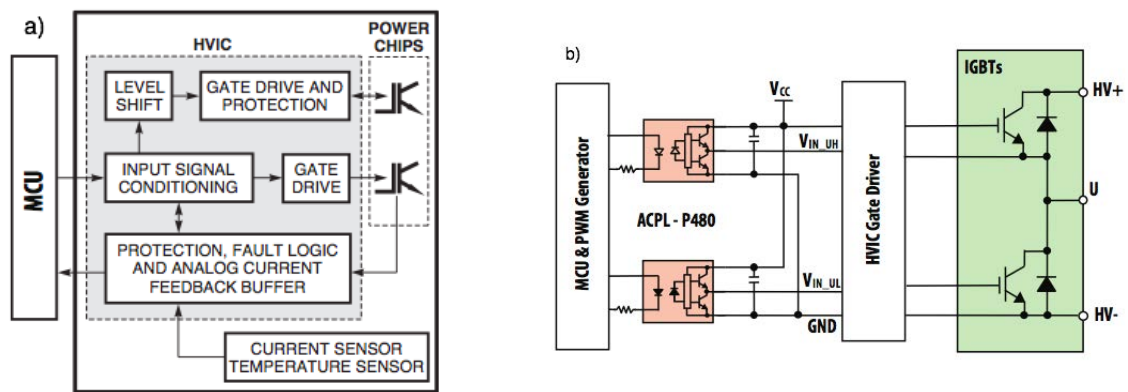 a)
MCU
HVIC
POWER
CHIPS
LEVEL
SHIFT
GATE DRIVE AND
PROTECTION
INPUT SIGNAL
CONDITIONING
GATE
DRIVE
PROTECTION, FAULT LOGIC
AND ANALOG CURRENT
FEEDBACK BUFFER
CURRENT SENSOR
TEMPERATURE SENSOR
b)
MCU & PWM Generator
ACPL - P480
VCC
VIN_UH
VIN_UL
GND
HVIC Gate Driver
IGBTs
HV+
U
HV-